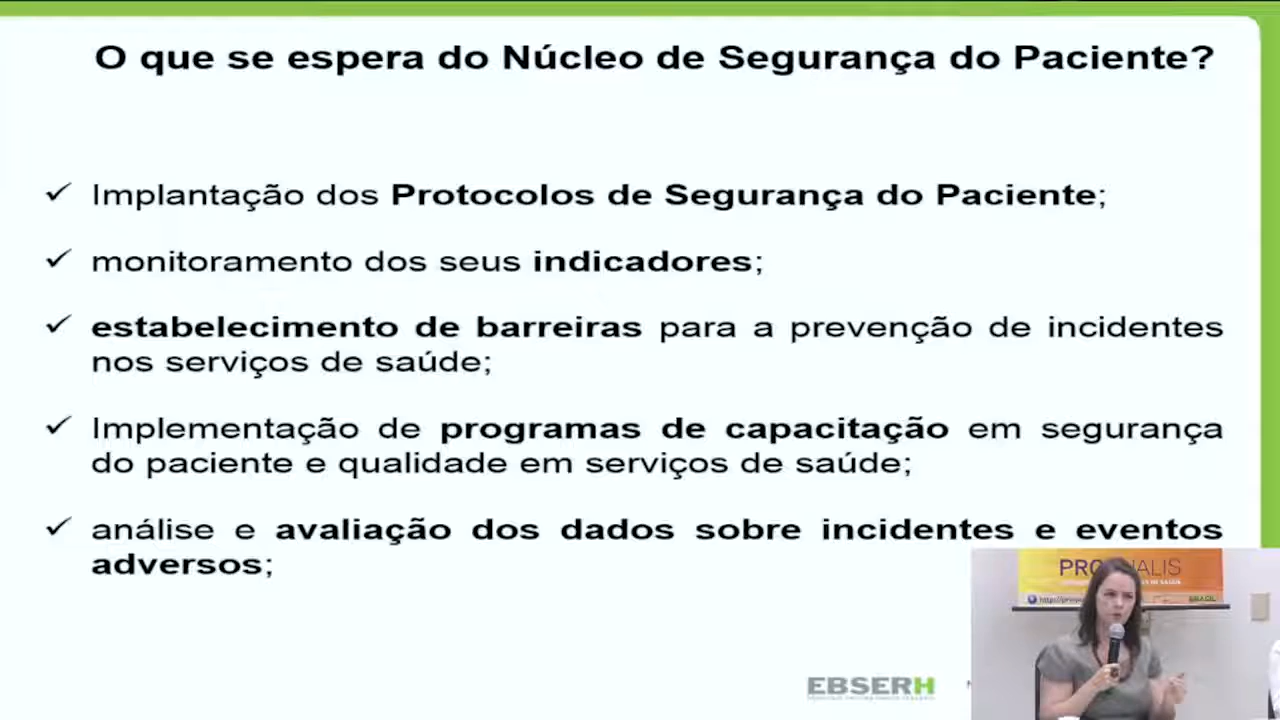 O que se espera do Núcleo de Segurança do Paciente?
✓ Implantação dos Protocolos de Segurança do Paciente;
✓ monitoramento dos seus indicadores;
✓ estabelecimento de barreiras para a prevenção de incidentes
nos serviços de saúde;
✓ Implementação de programas de capacitação em segurança
do paciente e qualidade em serviços de saúde;
✓ análise e avaliação dos dados sobre incidentes e eventos
adversos;
EBSERH
BRASIL